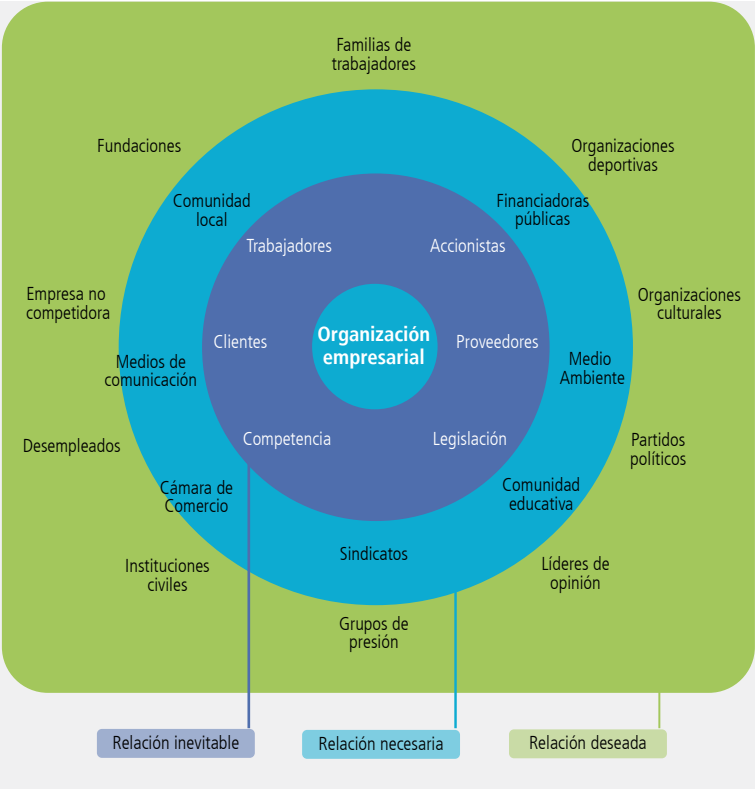 Familias de
trabajadores
Fundaciones
Organizaciones
deportivas
Comunidad
local
Financiadoras
públicas
Trabajadores
Accionistas
Empresa no
competidora
Organizaciones
culturales
Organización
empresarial
Clientes
Proveedores
Medios de
comunicación
Medio
Ambiente
Desempleados
Competencia
Legislación
Partidos
políticos
Cámara de
Comercio
Comunidad
educativa
Sindicatos
Instituciones
civiles
Líderes de
opinión
Grupos de
presión
Relación inevitable
Relación necesaria
Relación deseada